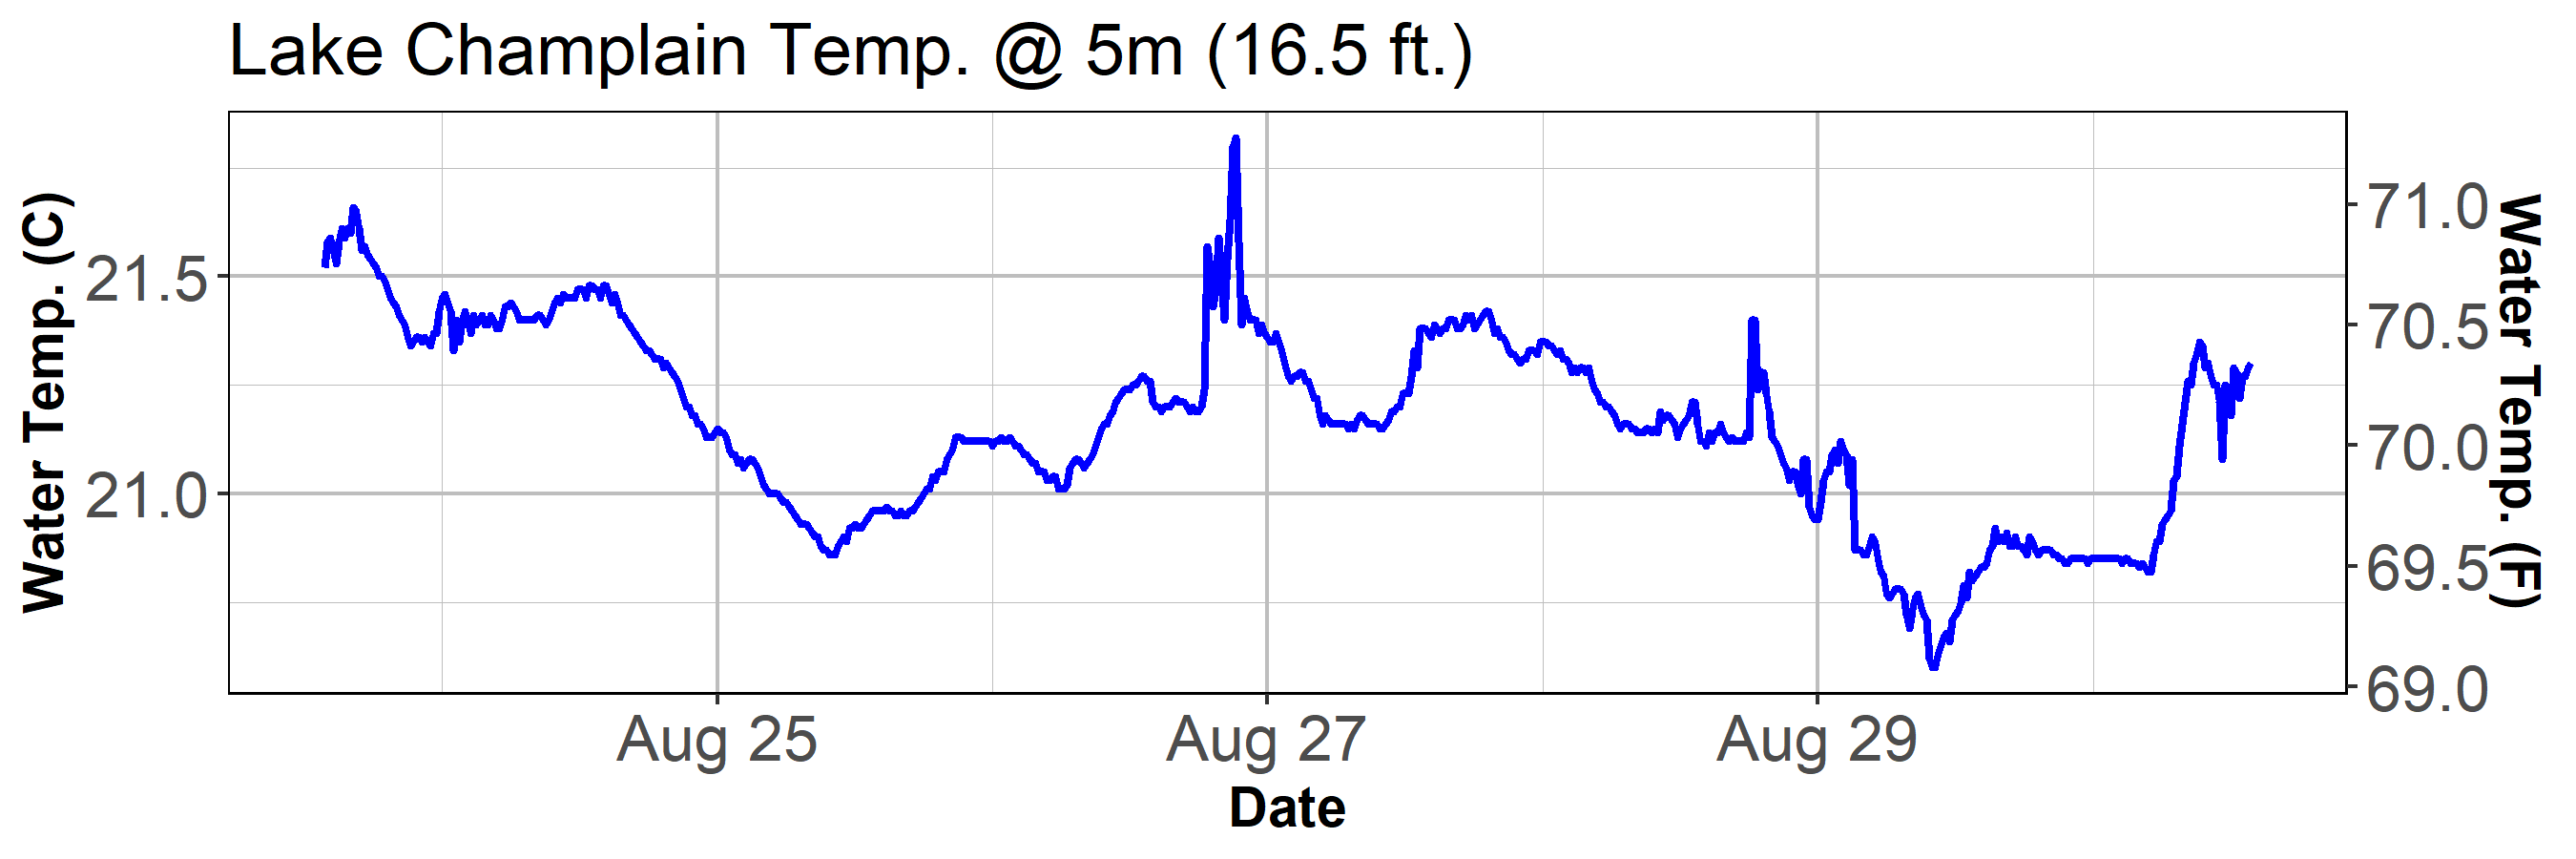 Lake Champlain Temp. @ 5m (16.5 ft.)
Water Temp. (C)
21.5
21.0
71.0
70.5
70.0
69.5
69.0
Water Temp. (F)
Aug 25 Aug 27 Aug 29
Date